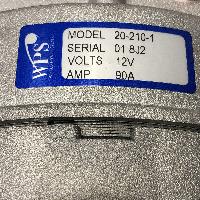 WPS
MODEL 20-210-1
SERIAL 01 8J2
VOLTS 12V
AMP 90A